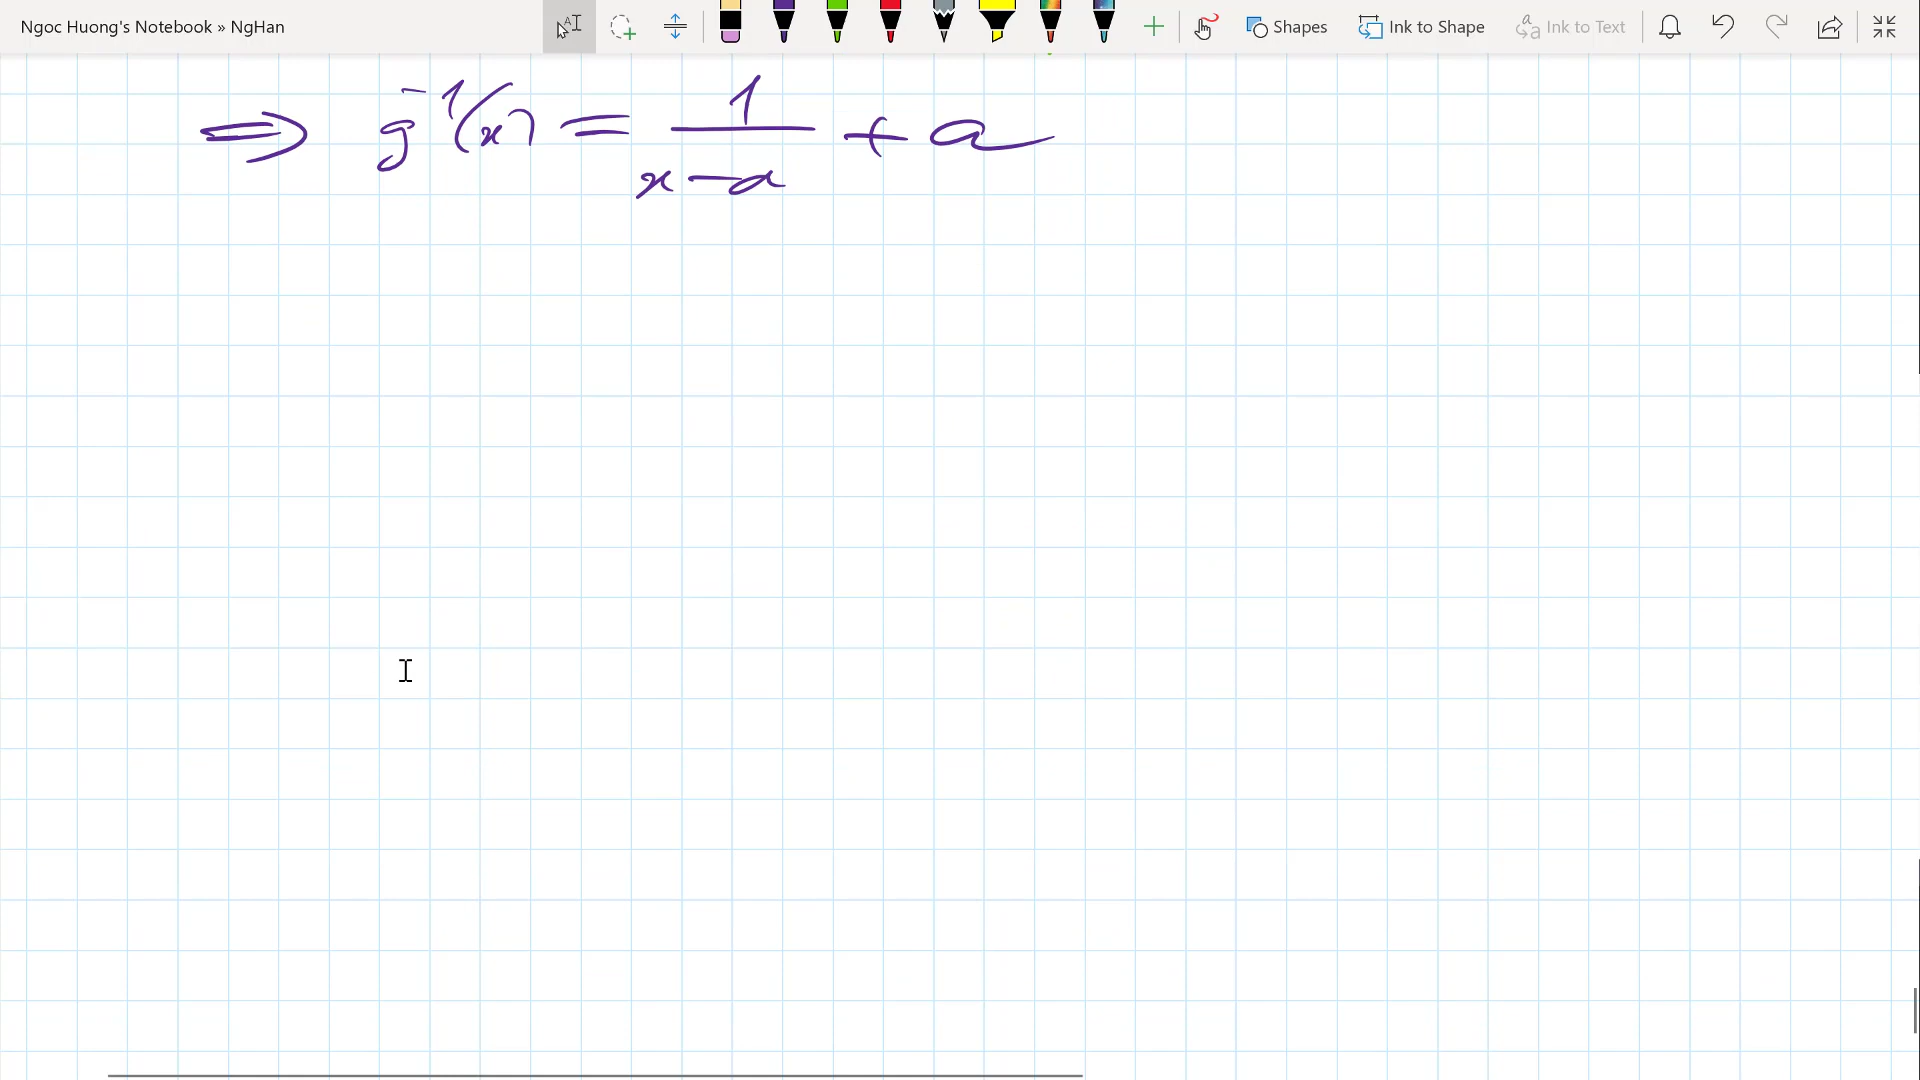 Ngoc Huong's Notebook » NgHan
Shapes
Ink to Shape
Ink to Text
⟹ g⁻¹(x) = 1/(x − a) + a